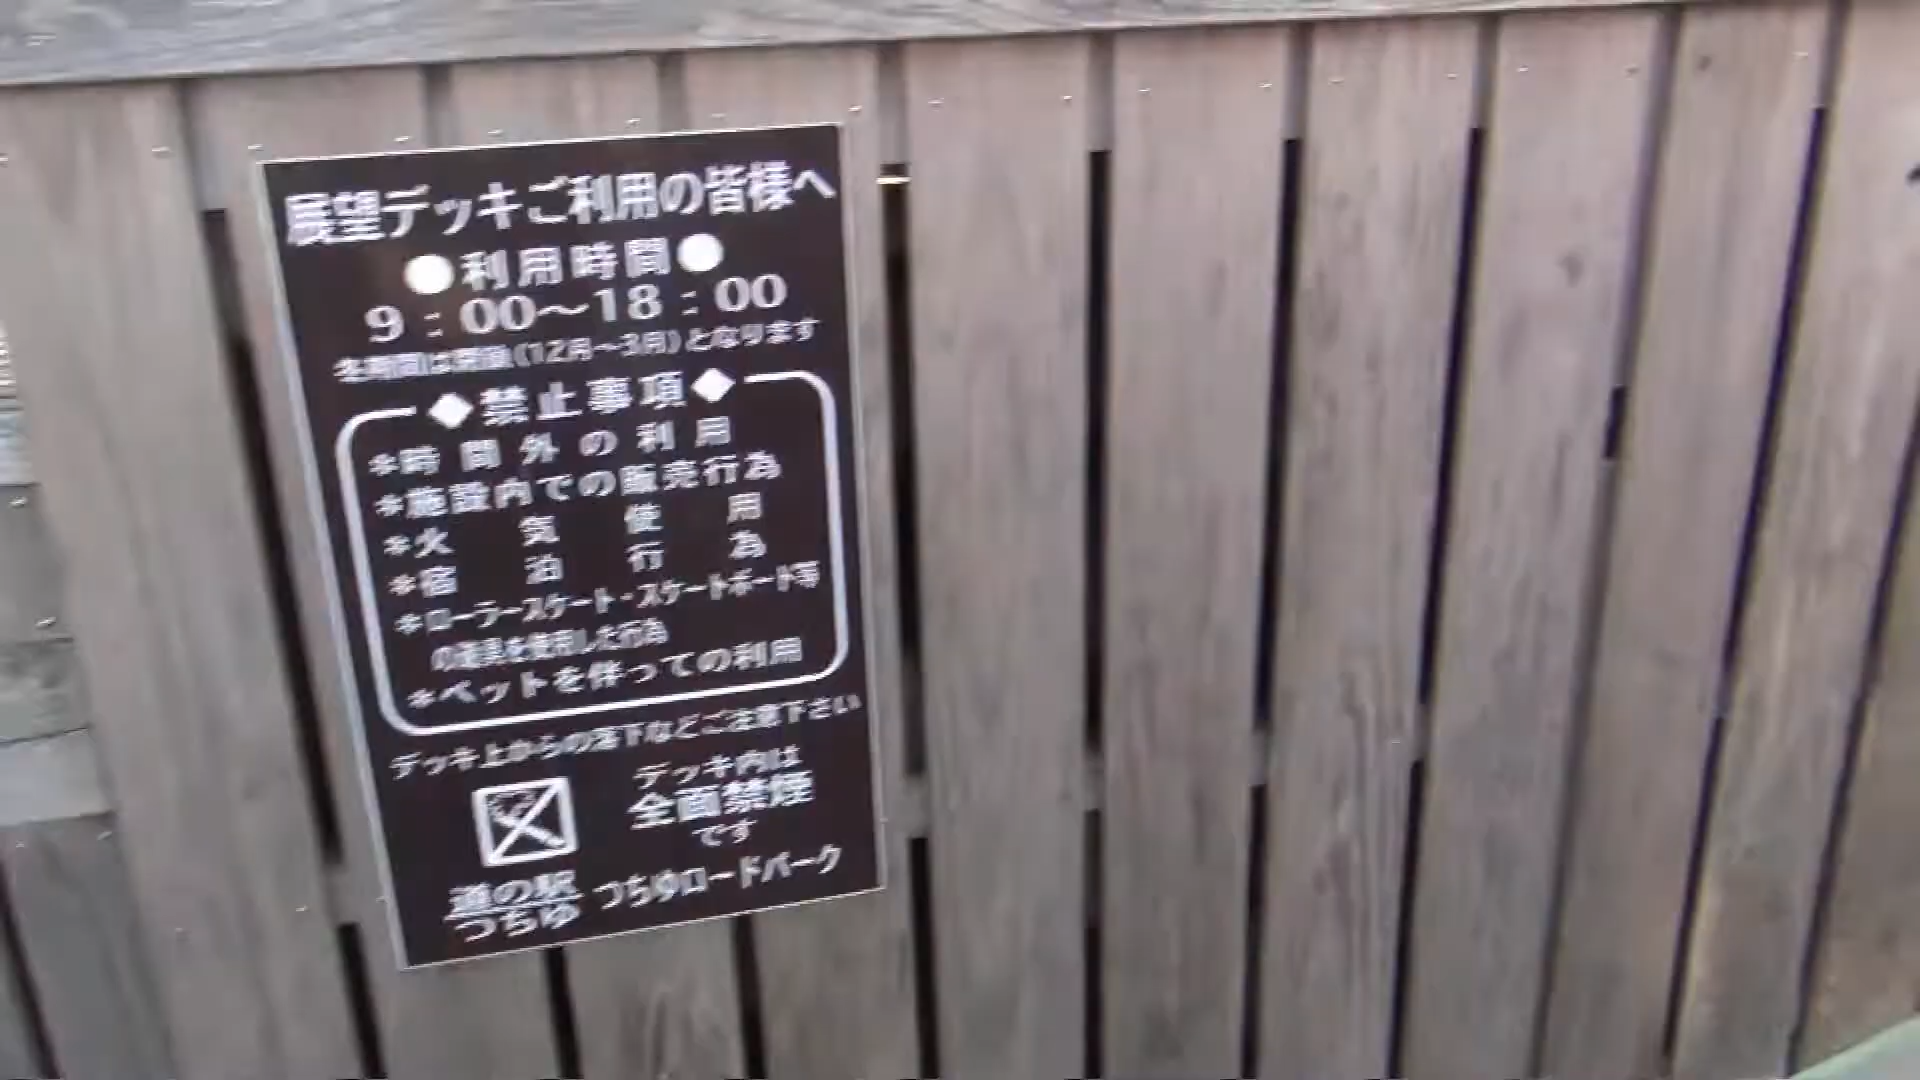 展望デッキご利用の皆様へ
●利用時間●
9:00～18:00
冬期間は閉鎖(12月～3月)となります
◆禁止事項◆
*時間外の利用
*施設内での販売行為
*火気使用
*宿泊行為
*ローラースケート・スケートボード等
の道具を使用した行為
*ペットを伴っての利用
デッキ上からの落下などご注意下さい
デッキ内は
全面禁煙
です
道の駅
つちゆ つちゆロードパーク